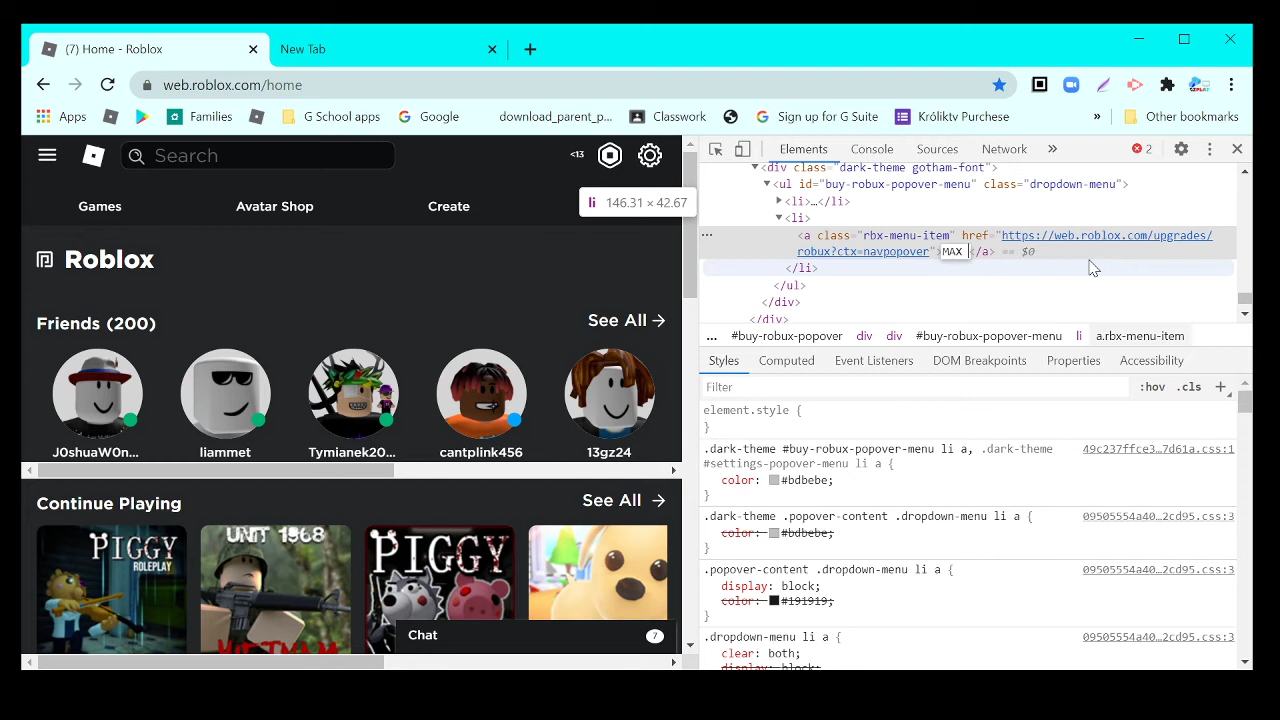 (7) Home - Roblox
New Tab
web.roblox.com/home
Apps
Families
G School apps
Google
download_parent_p...
Classwork
Sign up for G Suite
Króliktv Purchese
»
Other bookmarks
Search
<13
Games
Avatar Shop
Create
li 146.31 × 42.67
Roblox
Friends (200)
See All
J0shuaW0n...
liammet
Tymianek20...
cantplink456
13gz24
Continue Playing
See All
PIGGY
ROLEPLAY
UNIT 1968
VIETNAM
PIGGY
Chat
7
Elements
Console
Sources
Network
»
2
<div class="dark-theme gotham-font">
<ul id="buy-robux-popover-menu" class="dropdown-menu">
<li>…</li>
<li>
<a class="rbx-menu-item" href="https://web.roblox.com/upgrades/
robux?ctx=navpopover">MAX </a> == $0
</li>
</ul>
</div>
</div>
... #buy-robux-popover div div #buy-robux-popover-menu li a.rbx-menu-item
Styles
Computed
Event Listeners
DOM Breakpoints
Properties
Accessibility
Filter
:hov .cls +
element.style {
}
.dark-theme #buy-robux-popover-menu li a, .dark-theme 49c237ffce3…7d61a.css:1
#settings-popover-menu li a {
color: #bdbebe;
}
.dark-theme .popover-content .dropdown-menu li a { 09505554a40…2cd95.css:3
color: #bdbebe;
}
.popover-content .dropdown-menu li a { 09505554a40…2cd95.css:3
display: block;
color: #191919;
}
.dropdown-menu li a { 09505554a40…2cd95.css:3
clear: both;
display: block;